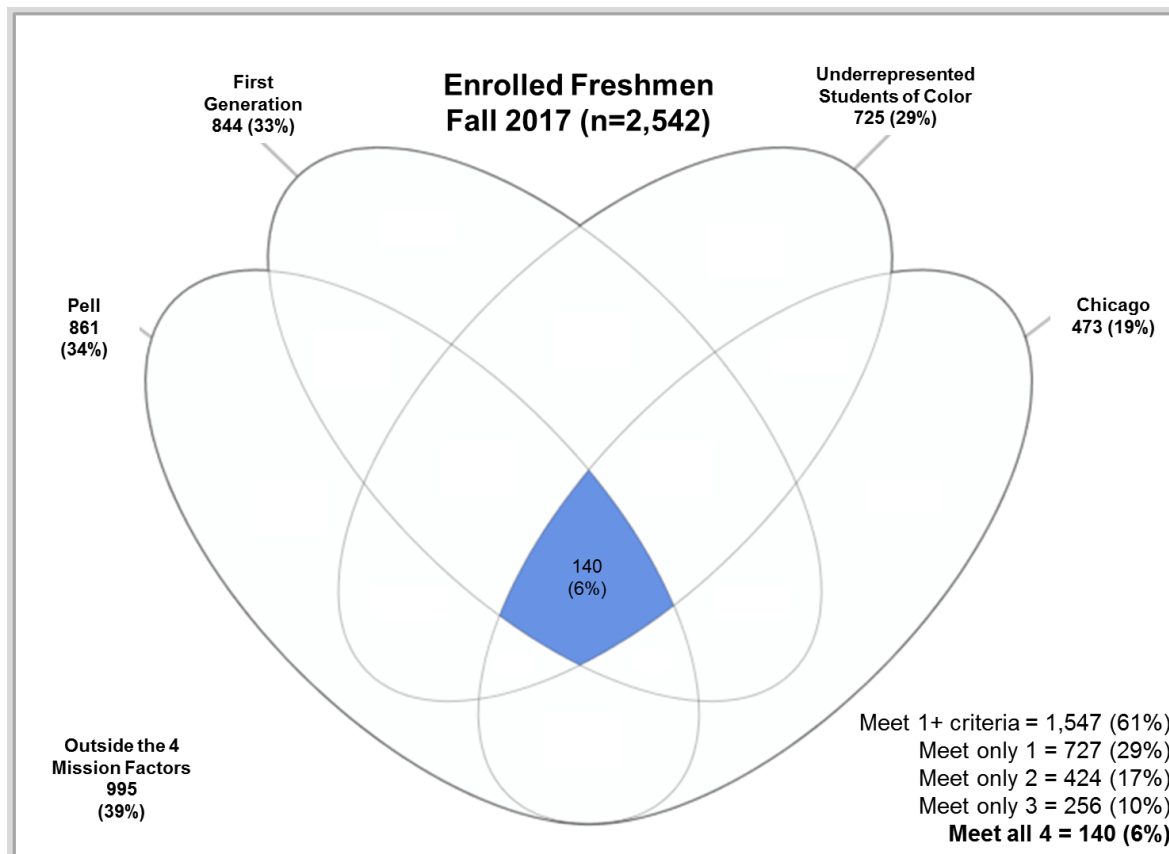 Enrolled Freshmen
Fall 2017 (n=2,542)
First
Generation
844 (33%)
Underrepresented
Students of Color
725 (29%)
Pell
861
(34%)
Chicago
473 (19%)
140
(6%)
Outside the 4
Mission Factors
995
(39%)
Meet 1+ criteria = 1,547 (61%)
Meet only 1 = 727 (29%)
Meet only 2 = 424 (17%)
Meet only 3 = 256 (10%)
Meet all 4 = 140 (6%)